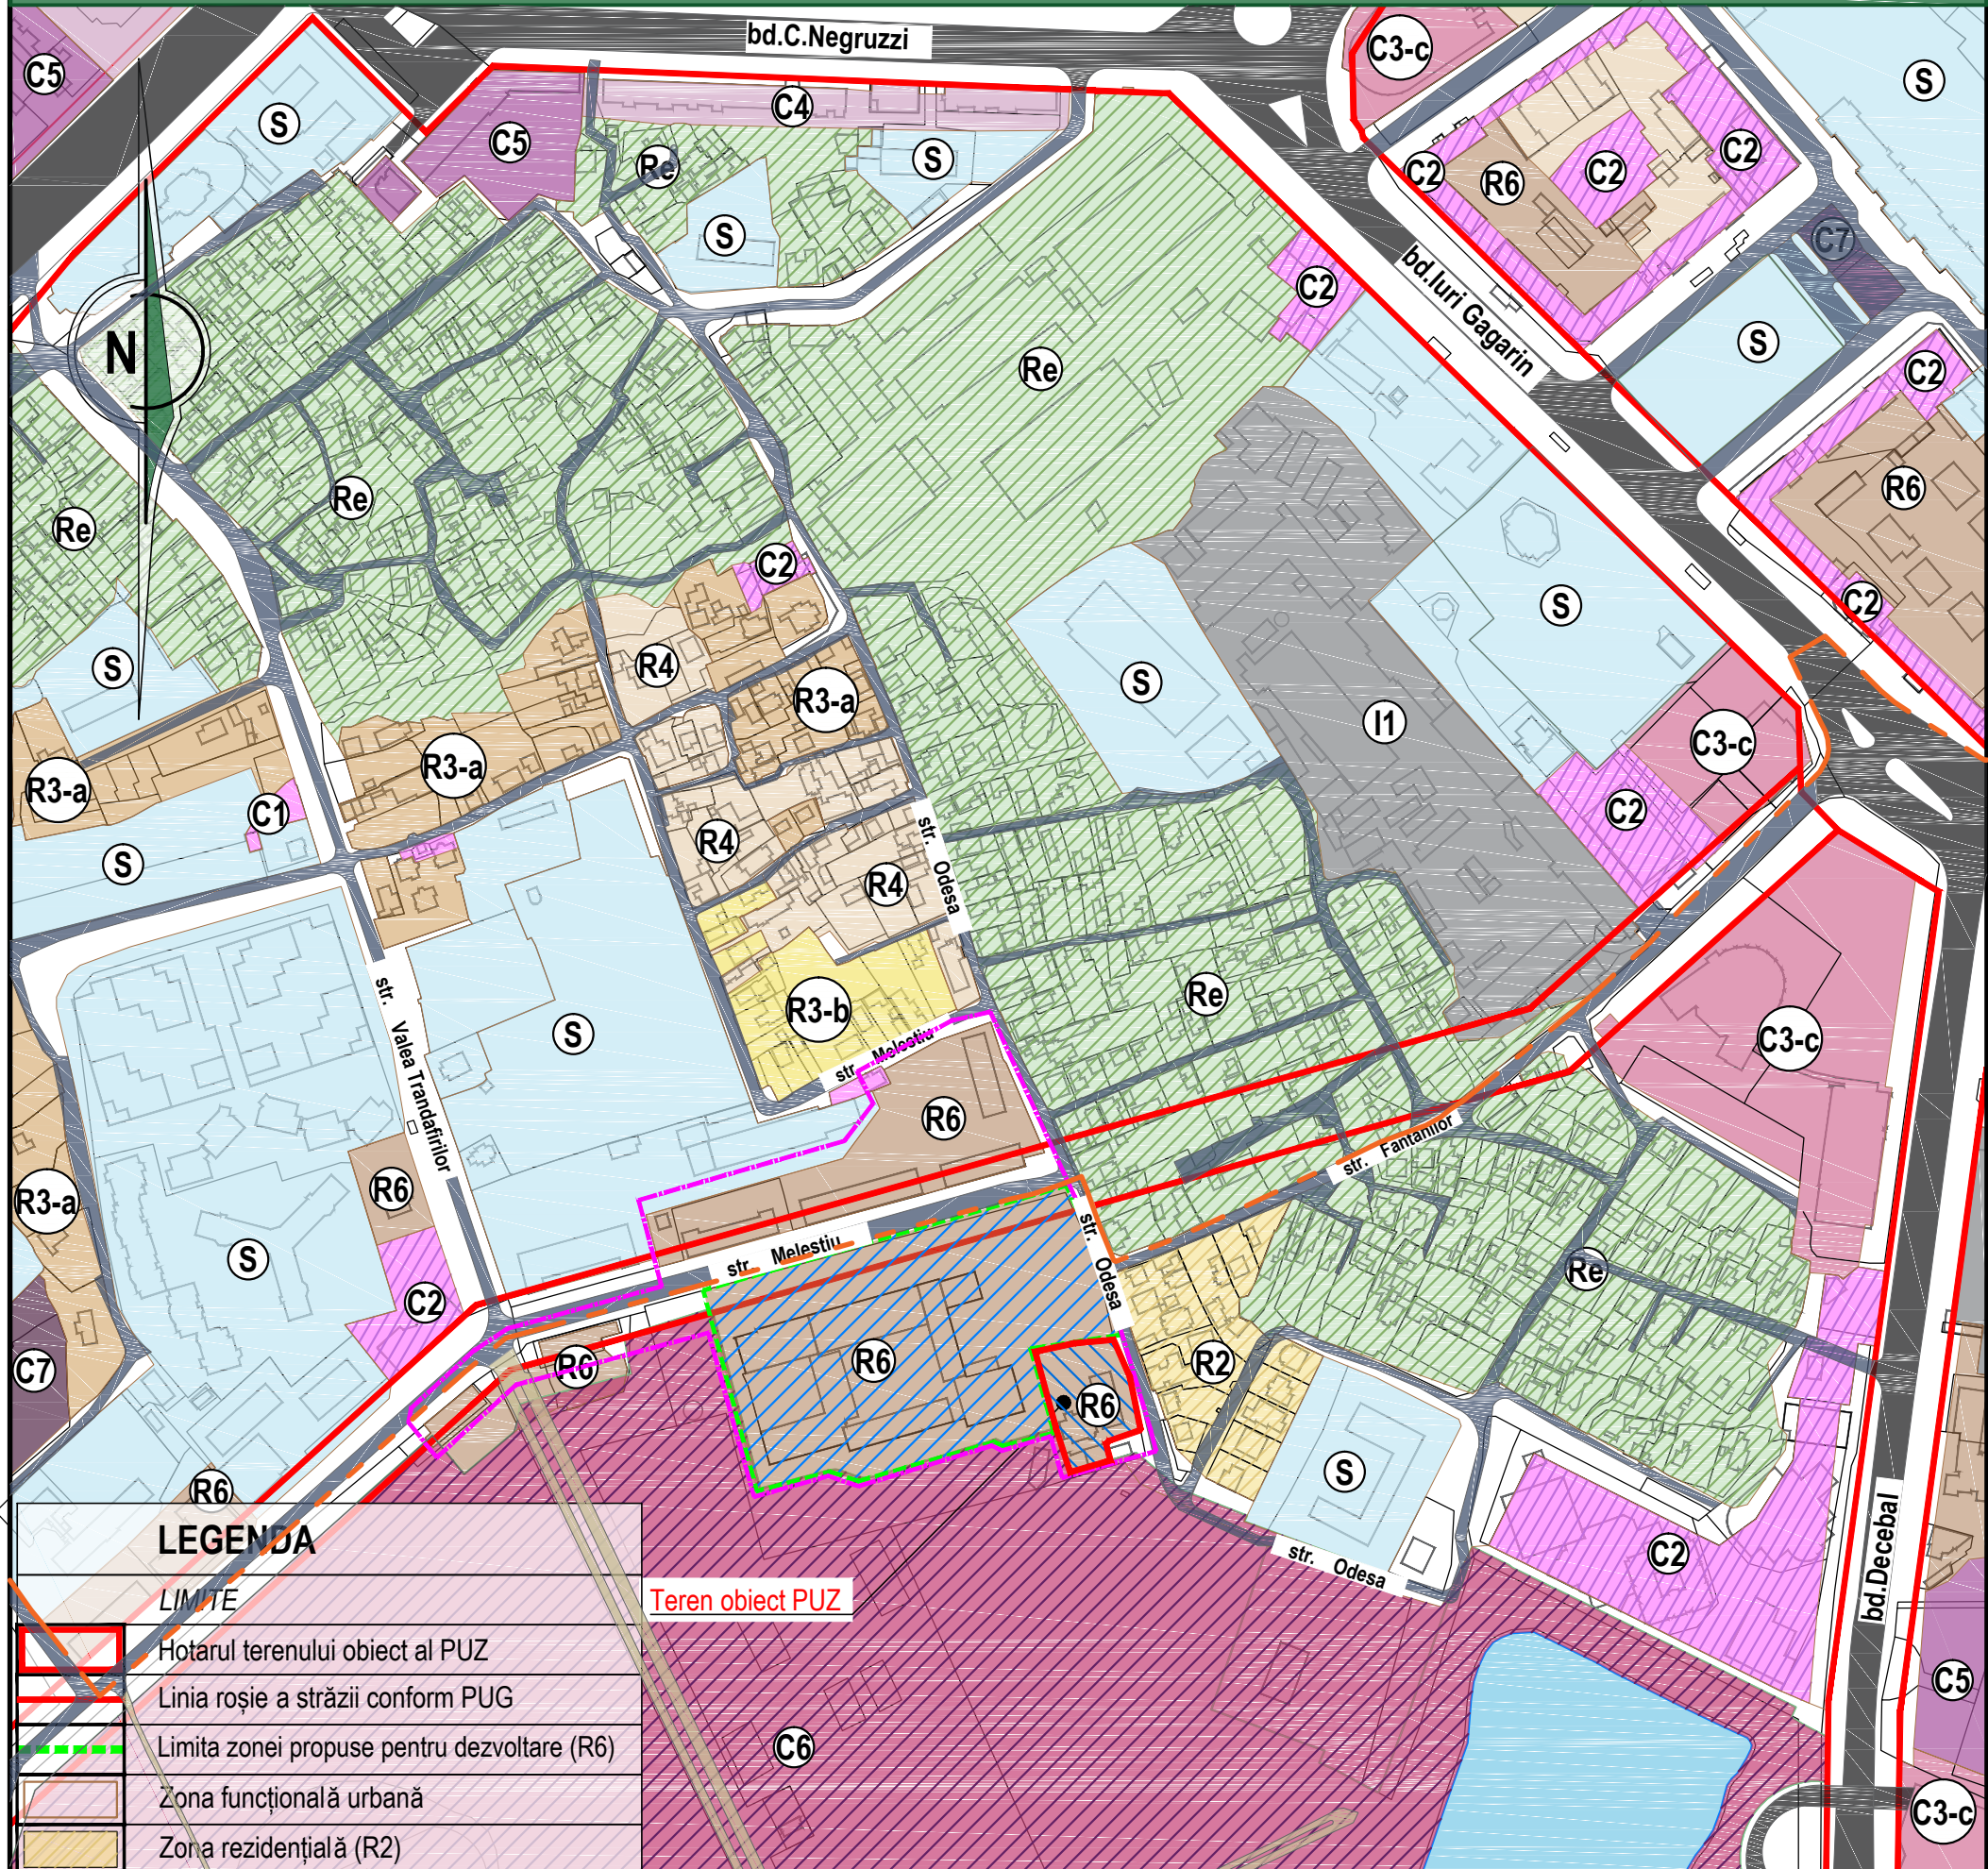 bd.C.Negruzzi
C3-c
C5
S
C4
C5
S
S
Re
C2
R6
C2
C2
S
C7
C2
bd.Iuri Gagarin
S
N
Re
C2
R6
Re
Re
C2
C2
S
S
R4
S
R3-a
I1
C3-c
R3-a
R3-a
C1
C2
R4
S
R4
str. Odesa
str. Valea Trandafirilor
S
Re
R3-b
C3-c
str. Melestiu
R6
str. Fantanilor
R6
R3-a
S
str. Melestiu
str. Odesa
Re
C2
C7
R6
R6
R2
R6
S
R6
C2
str. Odesa
bd.Decebal
Teren obiect PUZ
C5
C6
C3-c
LEGENDA
LIMITE
Hotarul terenului obiect al PUZ
Linia roșie a străzii conform PUG
Limita zonei propuse pentru dezvoltare (R6)
Zona funcțională urbană
Zona rezidențială (R2)